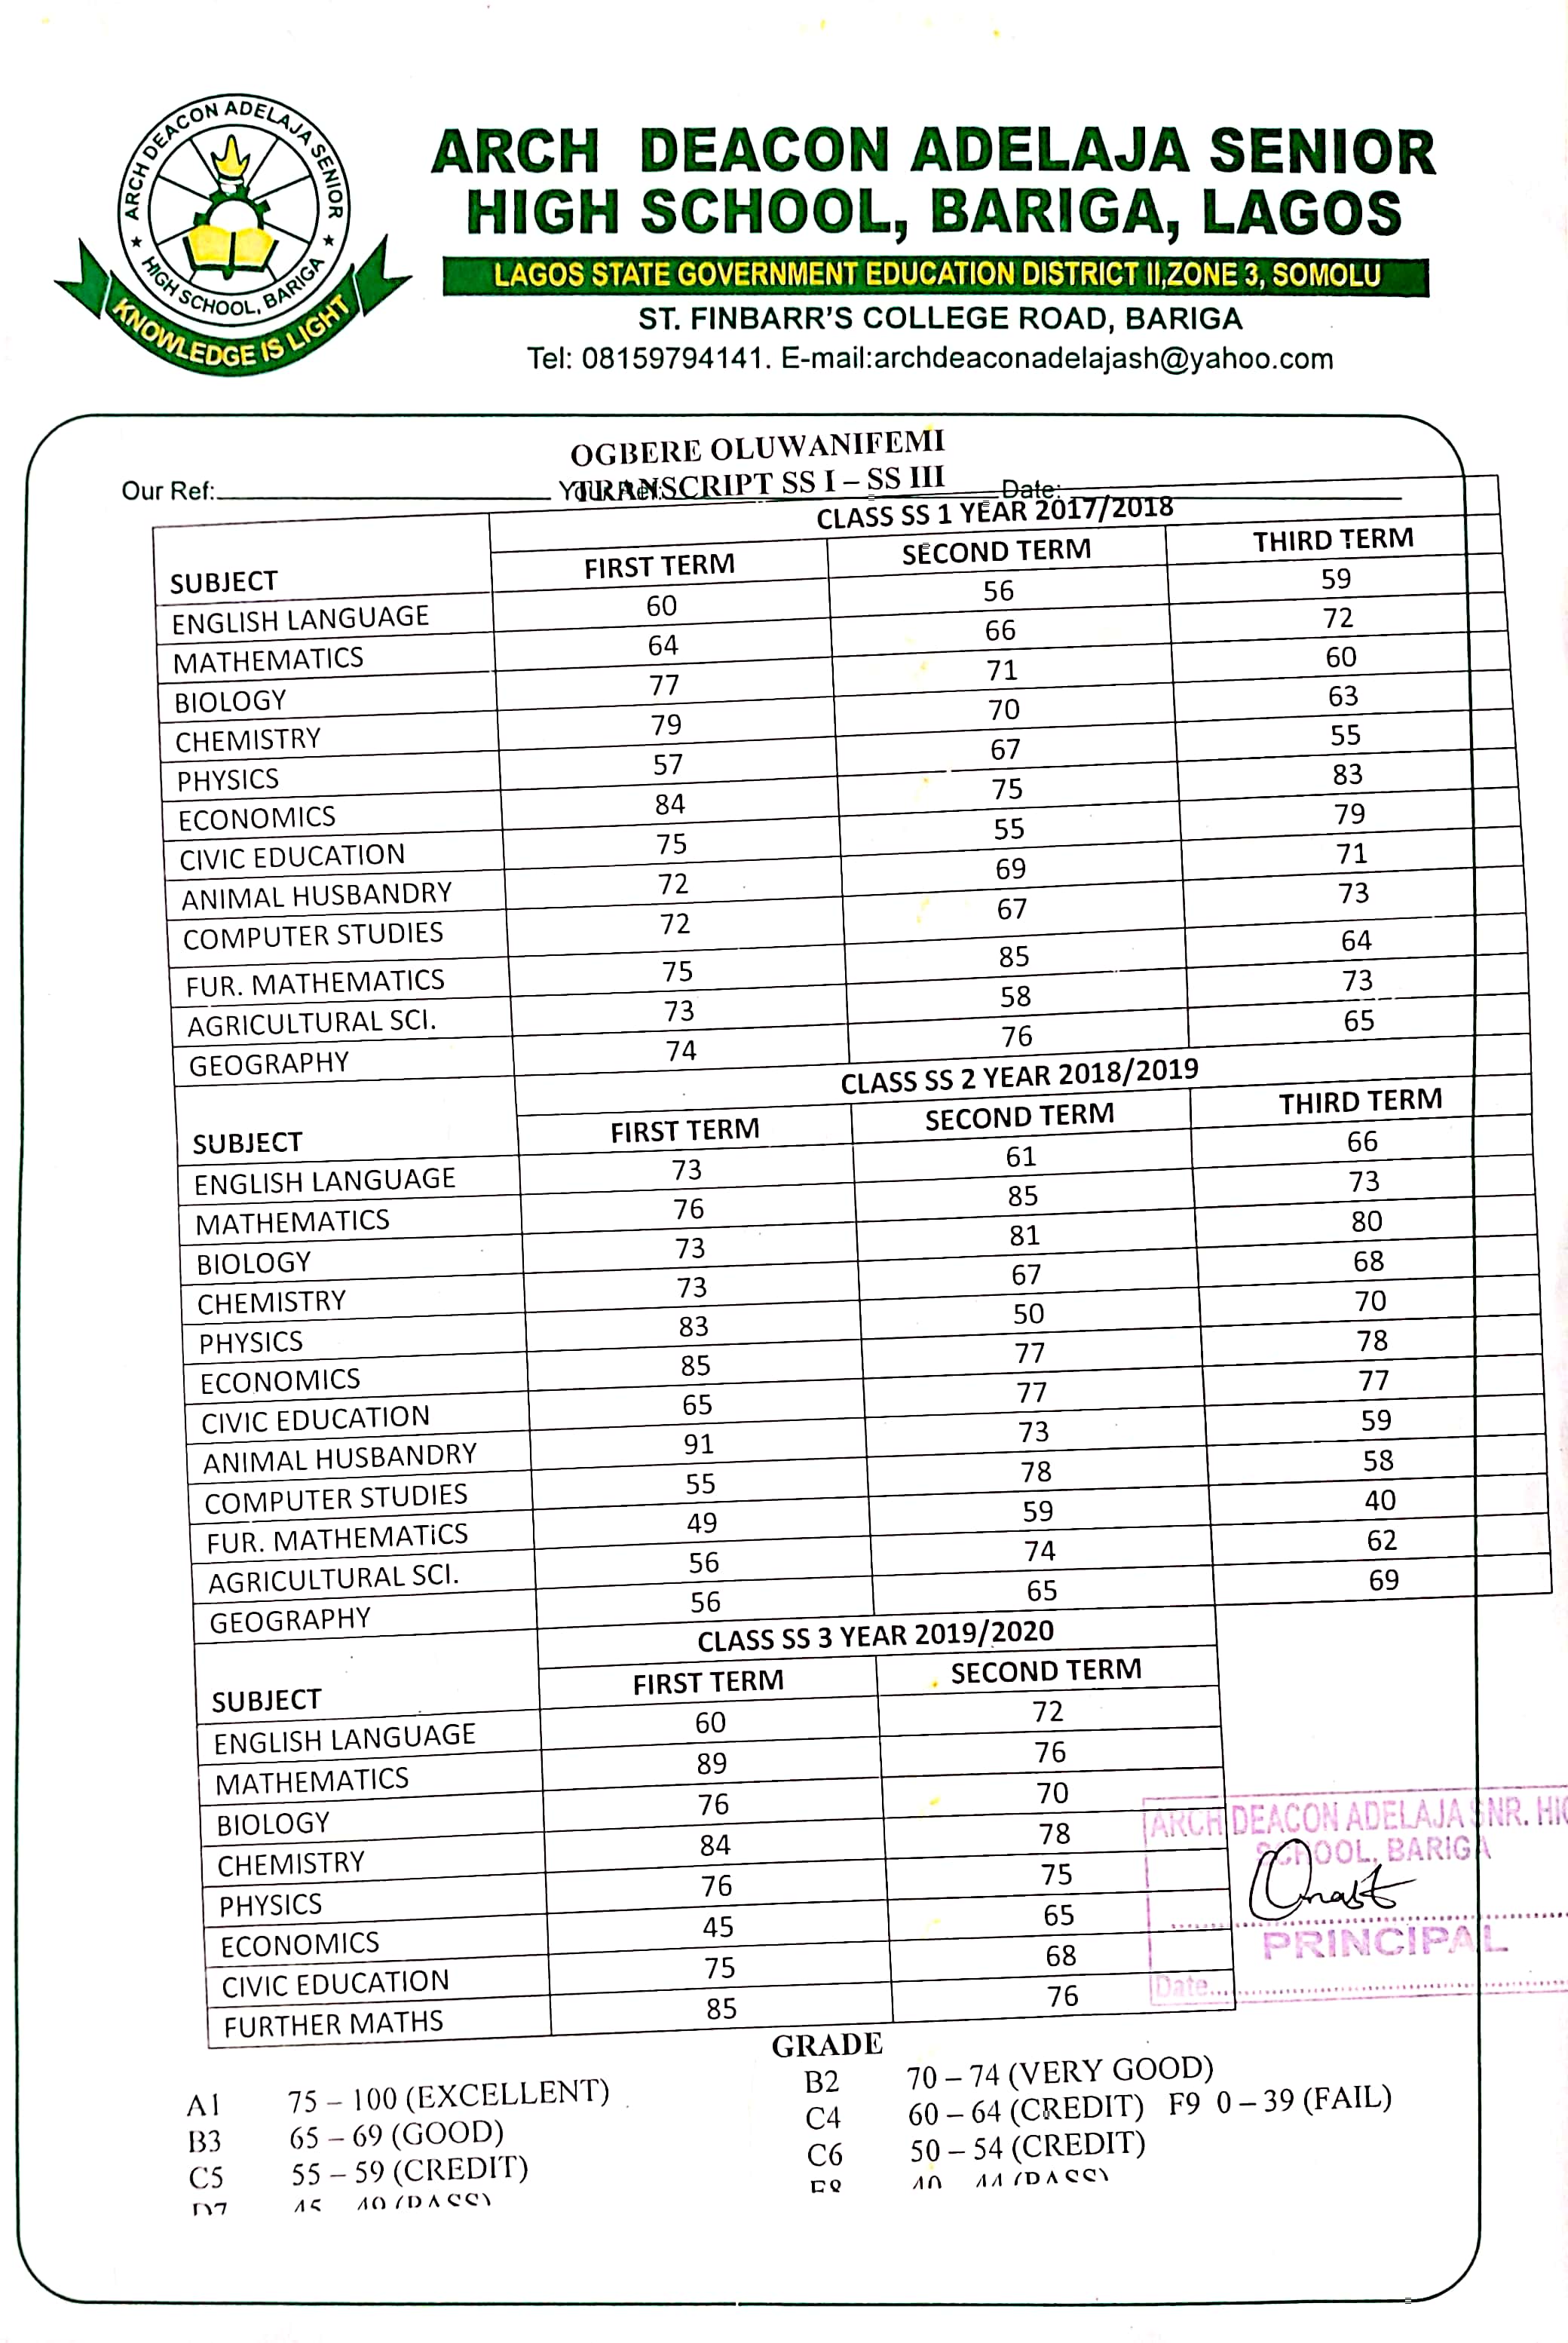 ARCH DEACON ADELAJA SENIOR
HIGH SCHOOL, BARIGA
KNOWLEDGE IS LIGHT
ARCH DEACON ADELAJA SENIOR
HIGH SCHOOL, BARIGA, LAGOS
LAGOS STATE GOVERNMENT EDUCATION DISTRICT II,ZONE 3, SOMOLU
ST. FINBARR'S COLLEGE ROAD, BARIGA
Tel: 08159794141. E-mail:archdeaconadelajash@yahoo.com
OGBERE OLUWANIFEMI
TRANSCRIPT SS I – SS III
Our Ref: Your Ref: Date:
CLASS SS 1 YEAR 2017/2018
SUBJECT FIRST TERM SECOND TERM THIRD TERM
ENGLISH LANGUAGE 60 56 59
MATHEMATICS 64 66 72
BIOLOGY 77 71 60
CHEMISTRY 79 70 63
PHYSICS 57 67 55
ECONOMICS 84 75 83
CIVIC EDUCATION 75 55 79
ANIMAL HUSBANDRY 72 69 71
COMPUTER STUDIES 72 67 73
FUR. MATHEMATICS 75 85 64
AGRICULTURAL SCI. 73 58 73
GEOGRAPHY 74 76 65
CLASS SS 2 YEAR 2018/2019
SUBJECT FIRST TERM SECOND TERM THIRD TERM
ENGLISH LANGUAGE 73 61 66
MATHEMATICS 76 85 73
BIOLOGY 73 81 80
CHEMISTRY 73 67 68
PHYSICS 83 50 70
ECONOMICS 85 77 78
CIVIC EDUCATION 65 77 77
ANIMAL HUSBANDRY 91 73 59
COMPUTER STUDIES 55 78 58
FUR. MATHEMATiCS 49 59 40
AGRICULTURAL SCI. 56 74 62
GEOGRAPHY 56 65 69
CLASS SS 3 YEAR 2019/2020
SUBJECT FIRST TERM SECOND TERM
ENGLISH LANGUAGE 60 72
MATHEMATICS 89 76
BIOLOGY 76 70
CHEMISTRY 84 78
PHYSICS 76 75
ECONOMICS 45 65
CIVIC EDUCATION 75 68
FURTHER MATHS 85 76
ARCH DEACON ADELAJA SNR. HIG
SCHOOL, BARIGA
PRINCIPAL
Date
GRADE
A1 75 – 100 (EXCELLENT) B2 70 – 74 (VERY GOOD)
B3 65 – 69 (GOOD) C4 60 – 64 (CREDIT) F9 0 – 39 (FAIL)
C5 55 – 59 (CREDIT) C6 50 – 54 (CREDIT)
D7 45 49 (PASS) E8 40 44 (PASS)